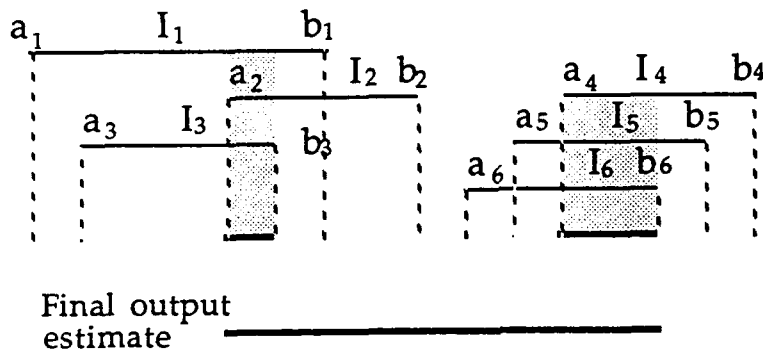 a1 I1 b1
a2 I2 b2
a4 I4 b4
a3 I3 b3
a5 I5 b5
a6 I6 b6
Final output
estimate